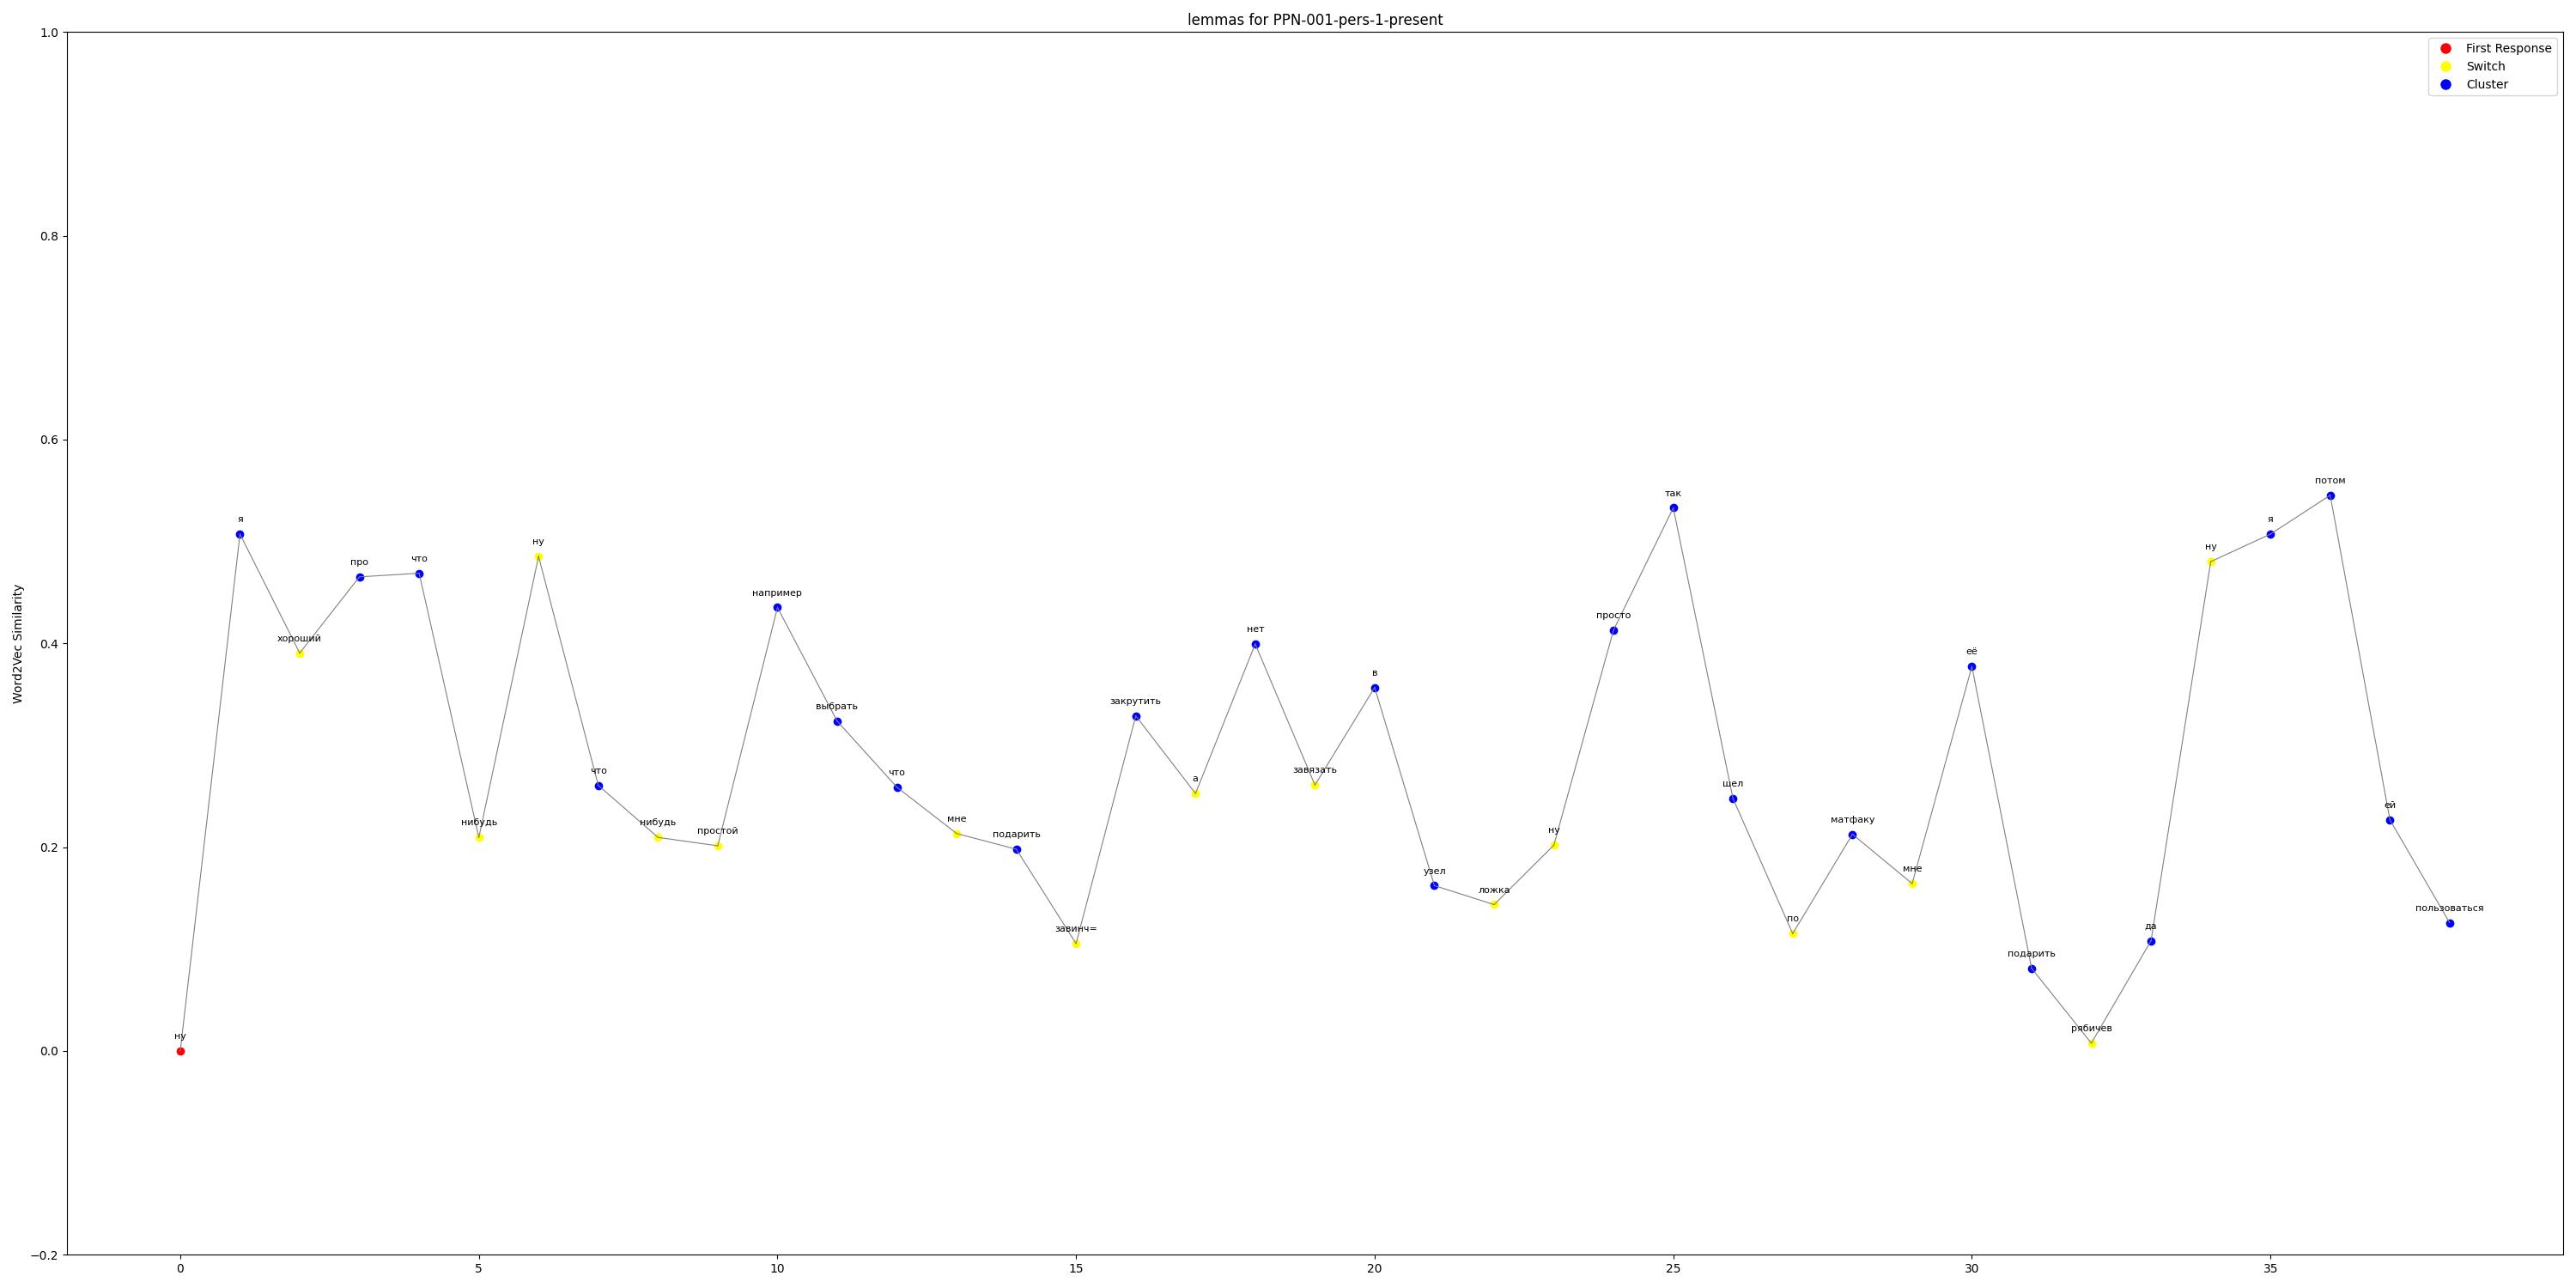 lemmas for PPN-001-pers-1-present
First Response
Switch
Cluster
Word2Vec Similarity
1.0
0.8
0.6
0.4
0.2
0.0
−0.2
ну
я
хороший
про
что
нибудь
ну
что
нибудь
простой
например
выбрать
что
мне
подарить
завинч=
закрутить
а
нет
завязать
в
узел
ложка
ну
просто
так
шел
по
матфаку
мне
её
подарить
рябичев
да
ну
я
потом
ей
пользоваться
0 5 10 15 20 25 30 35